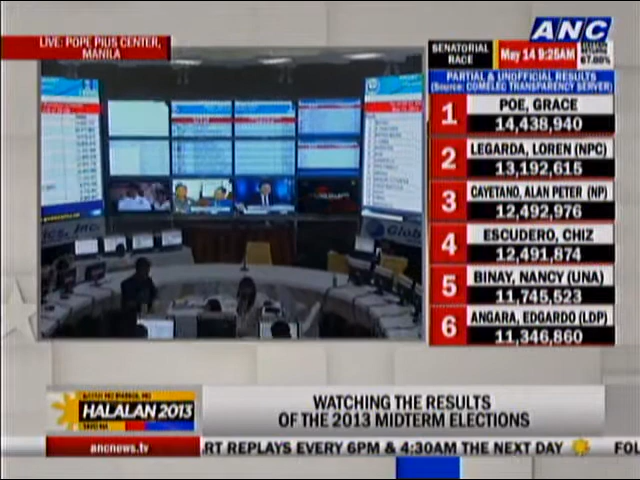 ANC
LIVE: POPE PIUS CENTER,
MANILA
SENATORIAL
RACE
May 14 9:25AM
67.00%
PARTIAL & UNOFFICIAL RESULTS
(Source: COMELEC TRANSPARENCY SERVER)
1
POE, GRACE
14,438,940
2
LEGARDA, LOREN (NPC)
13,192,615
3
CAYETANO, ALAN PETER (NP)
12,492,976
4
ESCUDERO, CHIZ
12,491,874
5
BINAY, NANCY (UNA)
11,745,523
6
ANGARA, EDGARDO (LDP)
11,346,860
HALALAN 2013
WATCHING THE RESULTS
OF THE 2013 MIDTERM ELECTIONS
ancnews.tv
RT REPLAYS EVERY 6PM & 4:30AM THE NEXT DAY
FOL